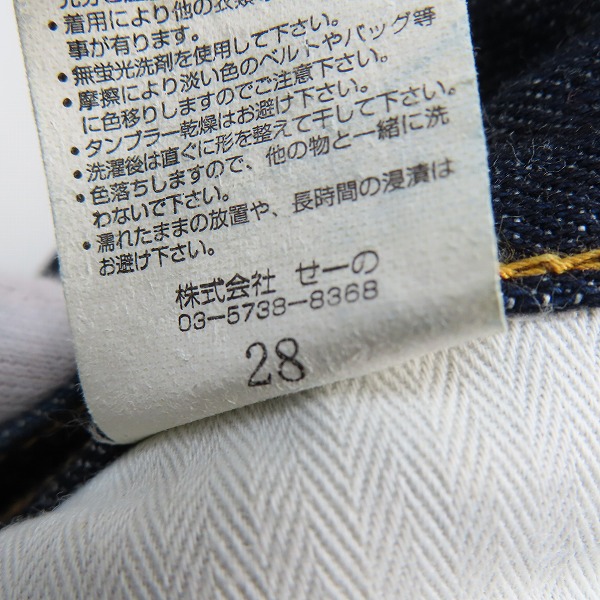 ・着用により他の衣類
事が有ります。
・無蛍光洗剤を使用して下さい。
・摩擦により淡い色のベルトやバッグ等
に色移りしますのでご注意下さい。
・タンブラー乾燥はお避け下さい。
・洗濯後は直ぐに形を整えて干して下さい。
・色落ちしますので、他の物と一緒に洗
わないで下さい。
・濡れたままの放置や、長時間の浸漬は
お避け下さい。
株式会社 せーの
03-5738-8368
28